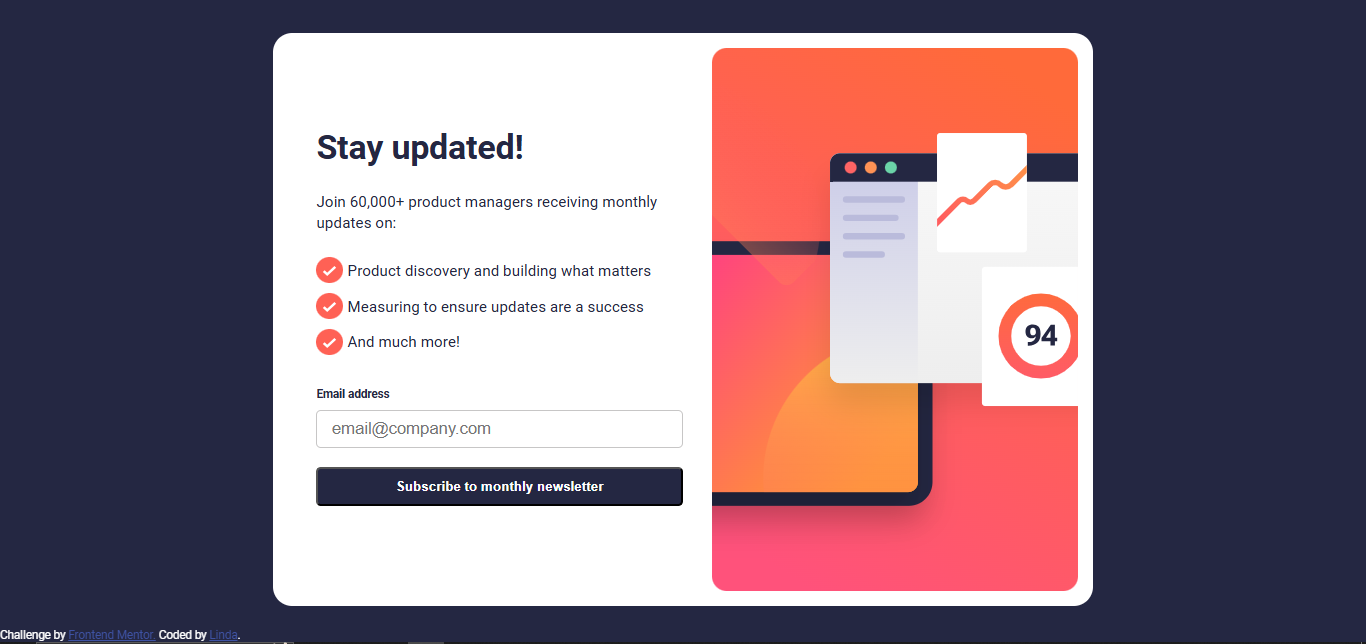 Stay updated!
Join 60,000+ product managers receiving monthly
updates on:
Product discovery and building what matters
Measuring to ensure updates are a success
And much more!
Email address
email@company.com
Subscribe to monthly newsletter
94
Challenge by Frontend Mentor. Coded by Linda.